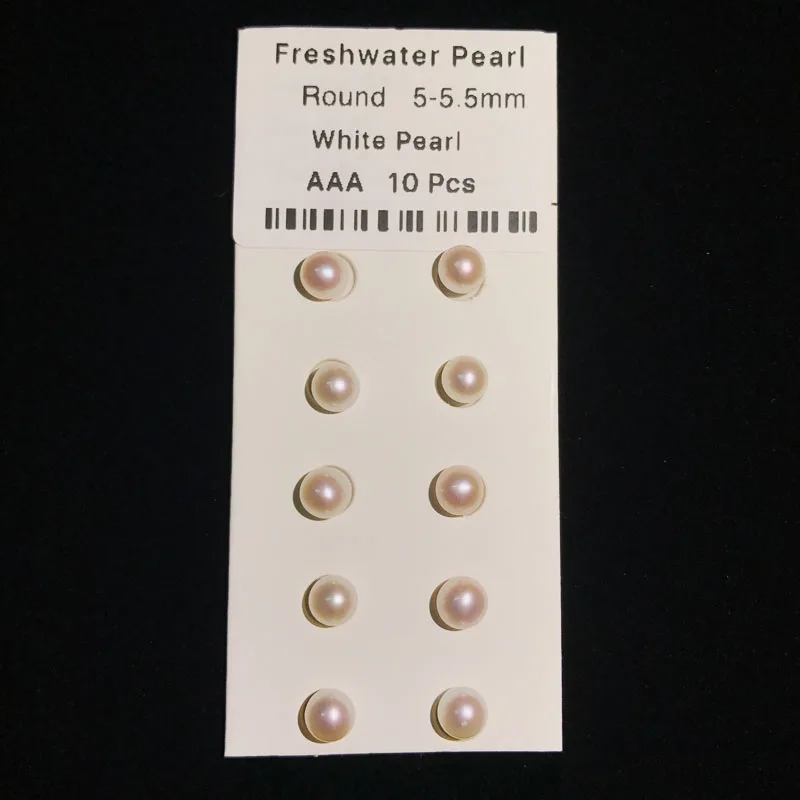 Freshwater Pearl
Round 5-5.5mm
White Pearl
AAA 10 Pcs